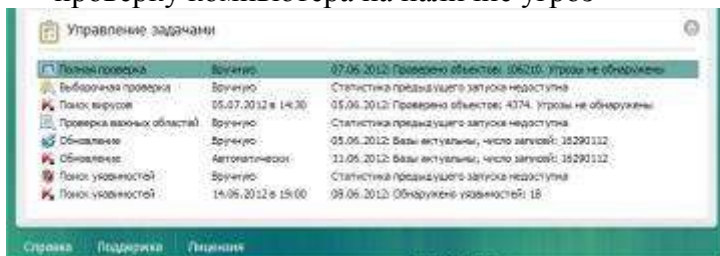 проверку компьютера на наличие угроз
Управление задачами
Полная проверка Вручную 07.06.2012: Проверено объектов: 106210. Угрозы не обнаружены
Выборочная проверка Вручную Статистика предыдущего запуска недоступна
Поиск вирусов 05.07.2012 в 14:30 05.06.2012: Проверено объектов: 4374. Угрозы не обнаружены
Проверка важных областей Вручную Статистика предыдущего запуска недоступна
Обновление Вручную 05.06.2012: Базы актуальны, число записей: 16290112
Обновление Автоматически 11.06.2012: Базы актуальны, число записей: 16290112
Поиск уязвимостей Вручную Статистика предыдущего запуска недоступна
Поиск уязвимостей 14.06.2012 в 19:00 08.06.2012: Обнаружено уязвимостей: 18
Справка Поддержка Лицензия